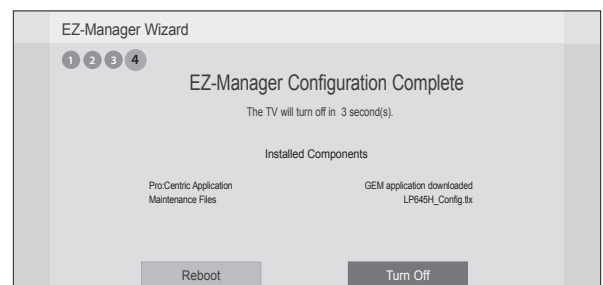 EZ-Manager Wizard
1 2 3 4
EZ-Manager Configuration Complete
The TV will turn off in 3 second(s).
Installed Components
Pro:Centric Application GEM application downloaded
Maintenance Files LP645H_Config.tlx
Reboot Turn Off